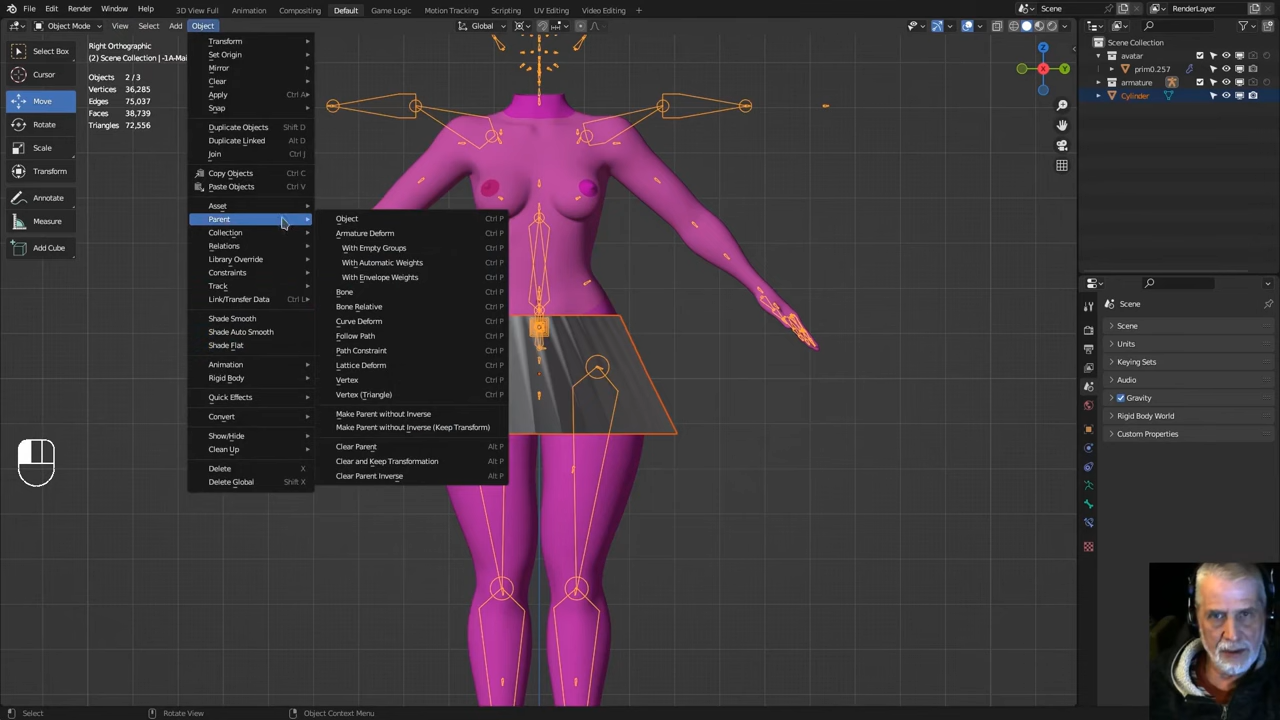 File Edit Render Window Help
3D View Full Animation Compositing Default Game Logic Motion Tracking Scripting UV Editing Video Editing
Scene
RenderLayer
Object Mode View Select Add Object
Global
Select Box
Cursor
Move
Rotate
Scale
Transform
Annotate
Measure
Add Cube
Right Orthographic
(2) Scene Collection | -1A-Mai
Objects 2 / 3
Vertices 36,285
Edges 75,037
Faces 38,739
Triangles 72,556
Transform
Set Origin
Mirror
Clear
Apply Ctrl A
Snap
Duplicate Objects Shift D
Duplicate Linked Alt D
Join Ctrl J
Copy Objects Ctrl C
Paste Objects Ctrl V
Asset
Parent
Collection
Relations
Library Override
Constraints
Track
Link/Transfer Data Ctrl L
Shade Smooth
Shade Auto Smooth
Shade Flat
Animation
Rigid Body
Quick Effects
Convert
Show/Hide
Clean Up
Delete X
Delete Global Shift X
Object Ctrl P
Armature Deform Ctrl P
With Empty Groups Ctrl P
With Automatic Weights Ctrl P
With Envelope Weights Ctrl P
Bone Ctrl P
Bone Relative Ctrl P
Curve Deform Ctrl P
Follow Path Ctrl P
Path Constraint Ctrl P
Lattice Deform Ctrl P
Vertex Ctrl P
Vertex (Triangle) Ctrl P
Make Parent without Inverse Ctrl P
Make Parent without Inverse (Keep Transform) Ctrl P
Clear Parent Alt P
Clear and Keep Transformation Alt P
Clear Parent Inverse Alt P
Z
X
Y
Scene Collection
avatar
prim0.257
armature
Cylinder
Scene
Scene
Units
Keying Sets
Audio
Gravity
Rigid Body World
Custom Properties
Select Rotate View Object Context Menu